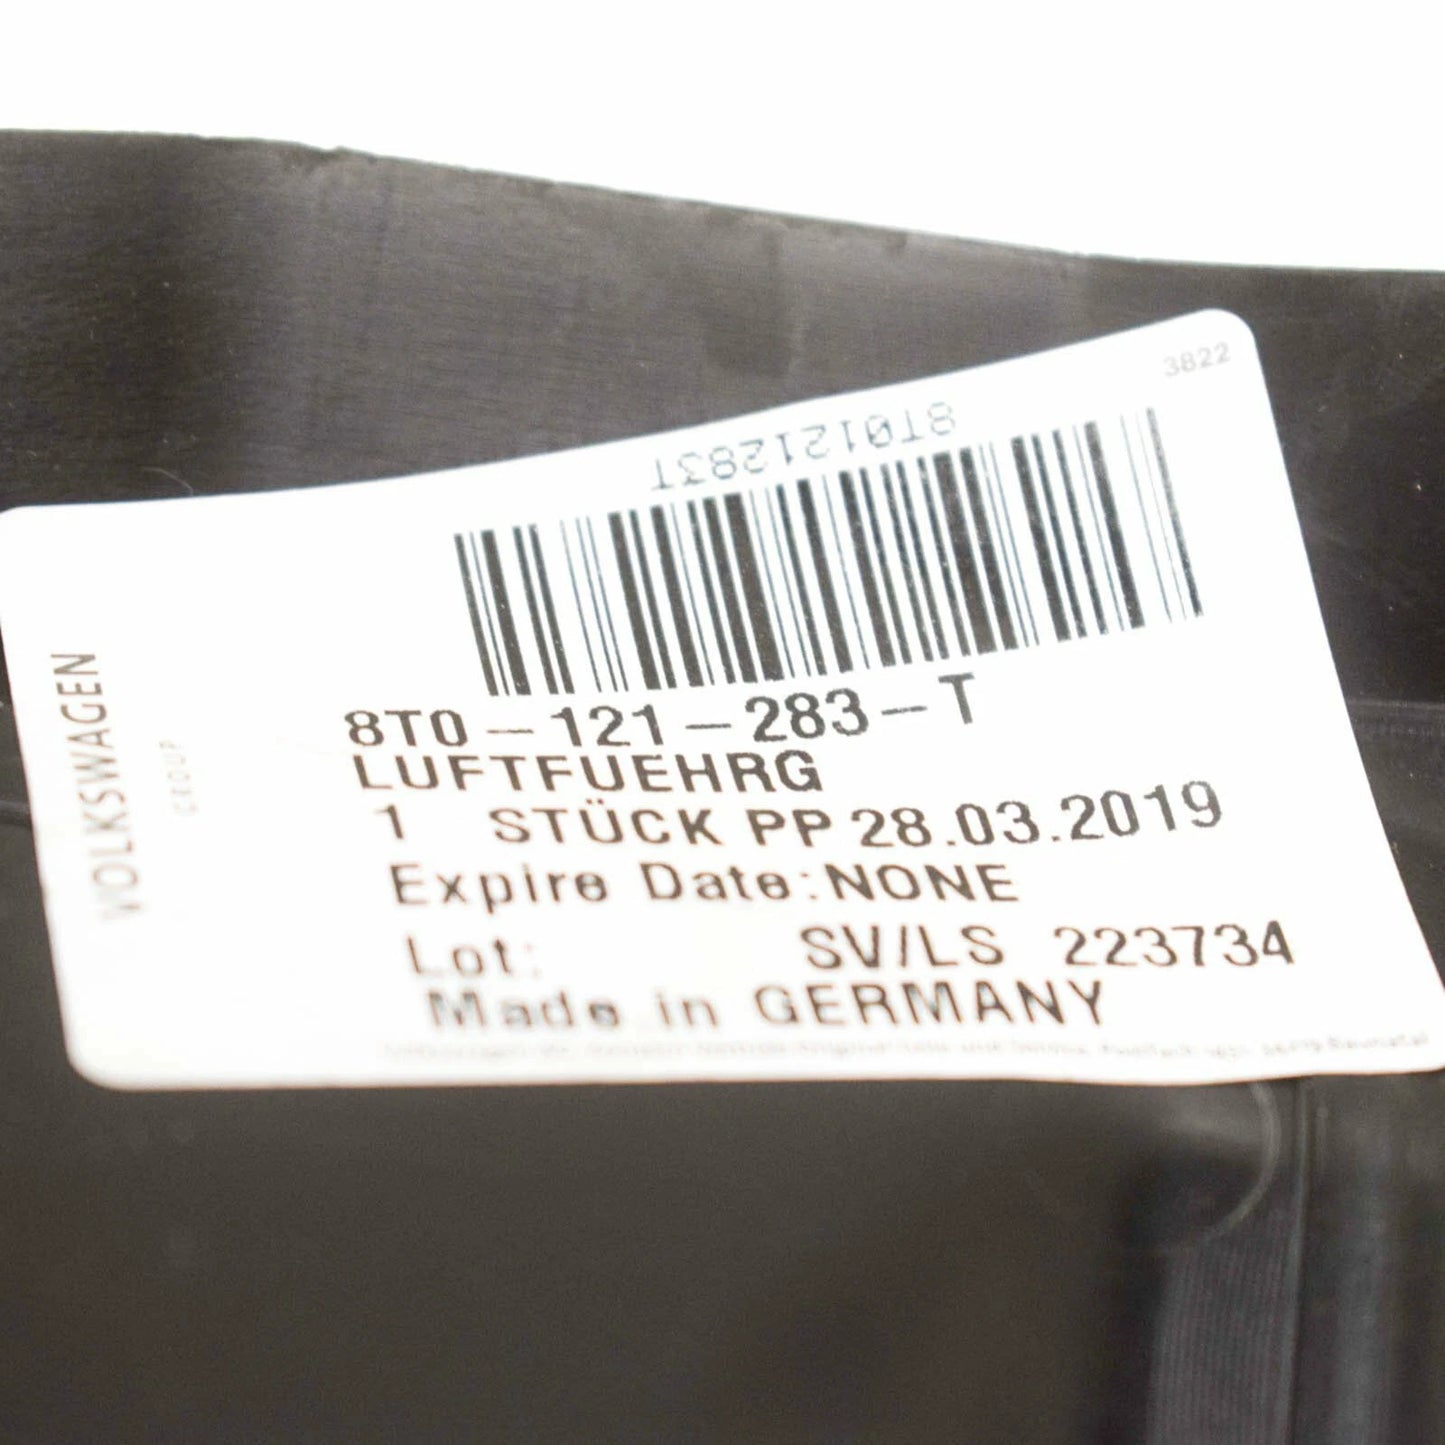 3822
8T0121283T
8T0-121-283-T
LUFTFUEHRG
1 STÜCK PP 28.03.2019
Expire Date:NONE
Lot: SV/LS 223734
Made in GERMANY
VOLKSWAGEN
GROUP